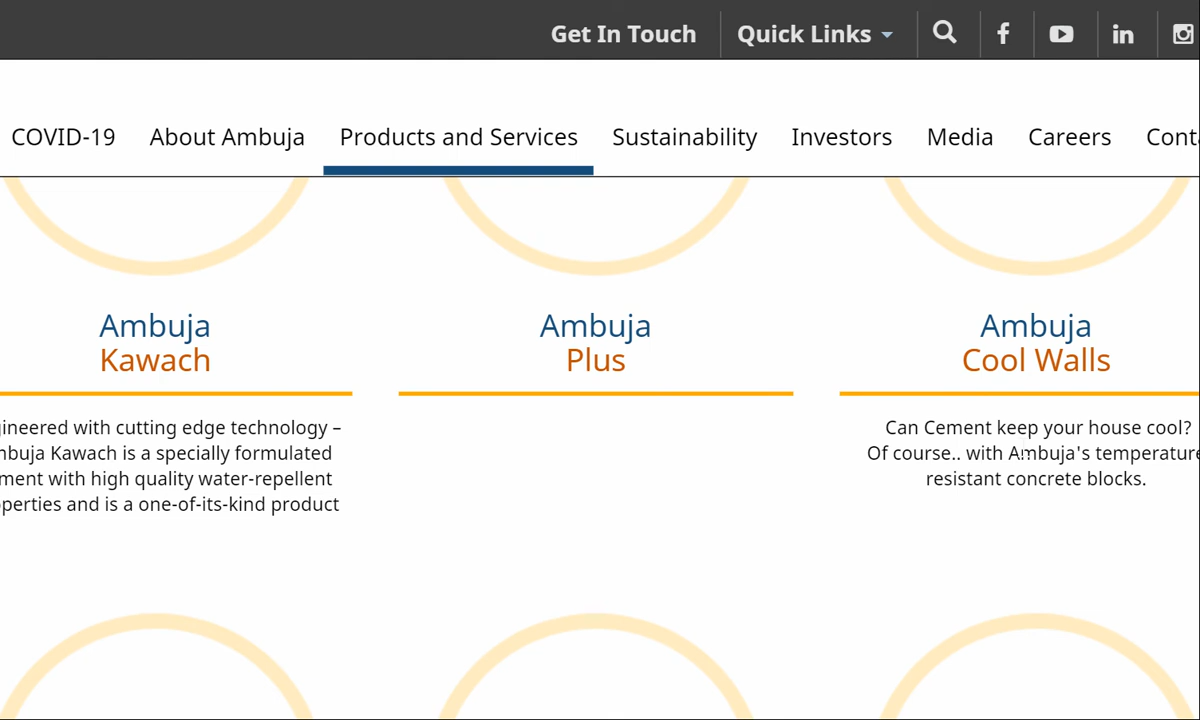 Get In Touch
Quick Links
COVID-19
About Ambuja
Products and Services
Sustainability
Investors
Media
Careers
Ambuja
Kawach
with cutting edge technology –
Kawach is a specially formulated
with high quality water-repellent
and is a one-of-its-kind product
Ambuja
Plus
Ambuja
Cool Walls
Can Cement keep your house cool?
Of course.. with Ambuja's temperature
resistant concrete blocks.